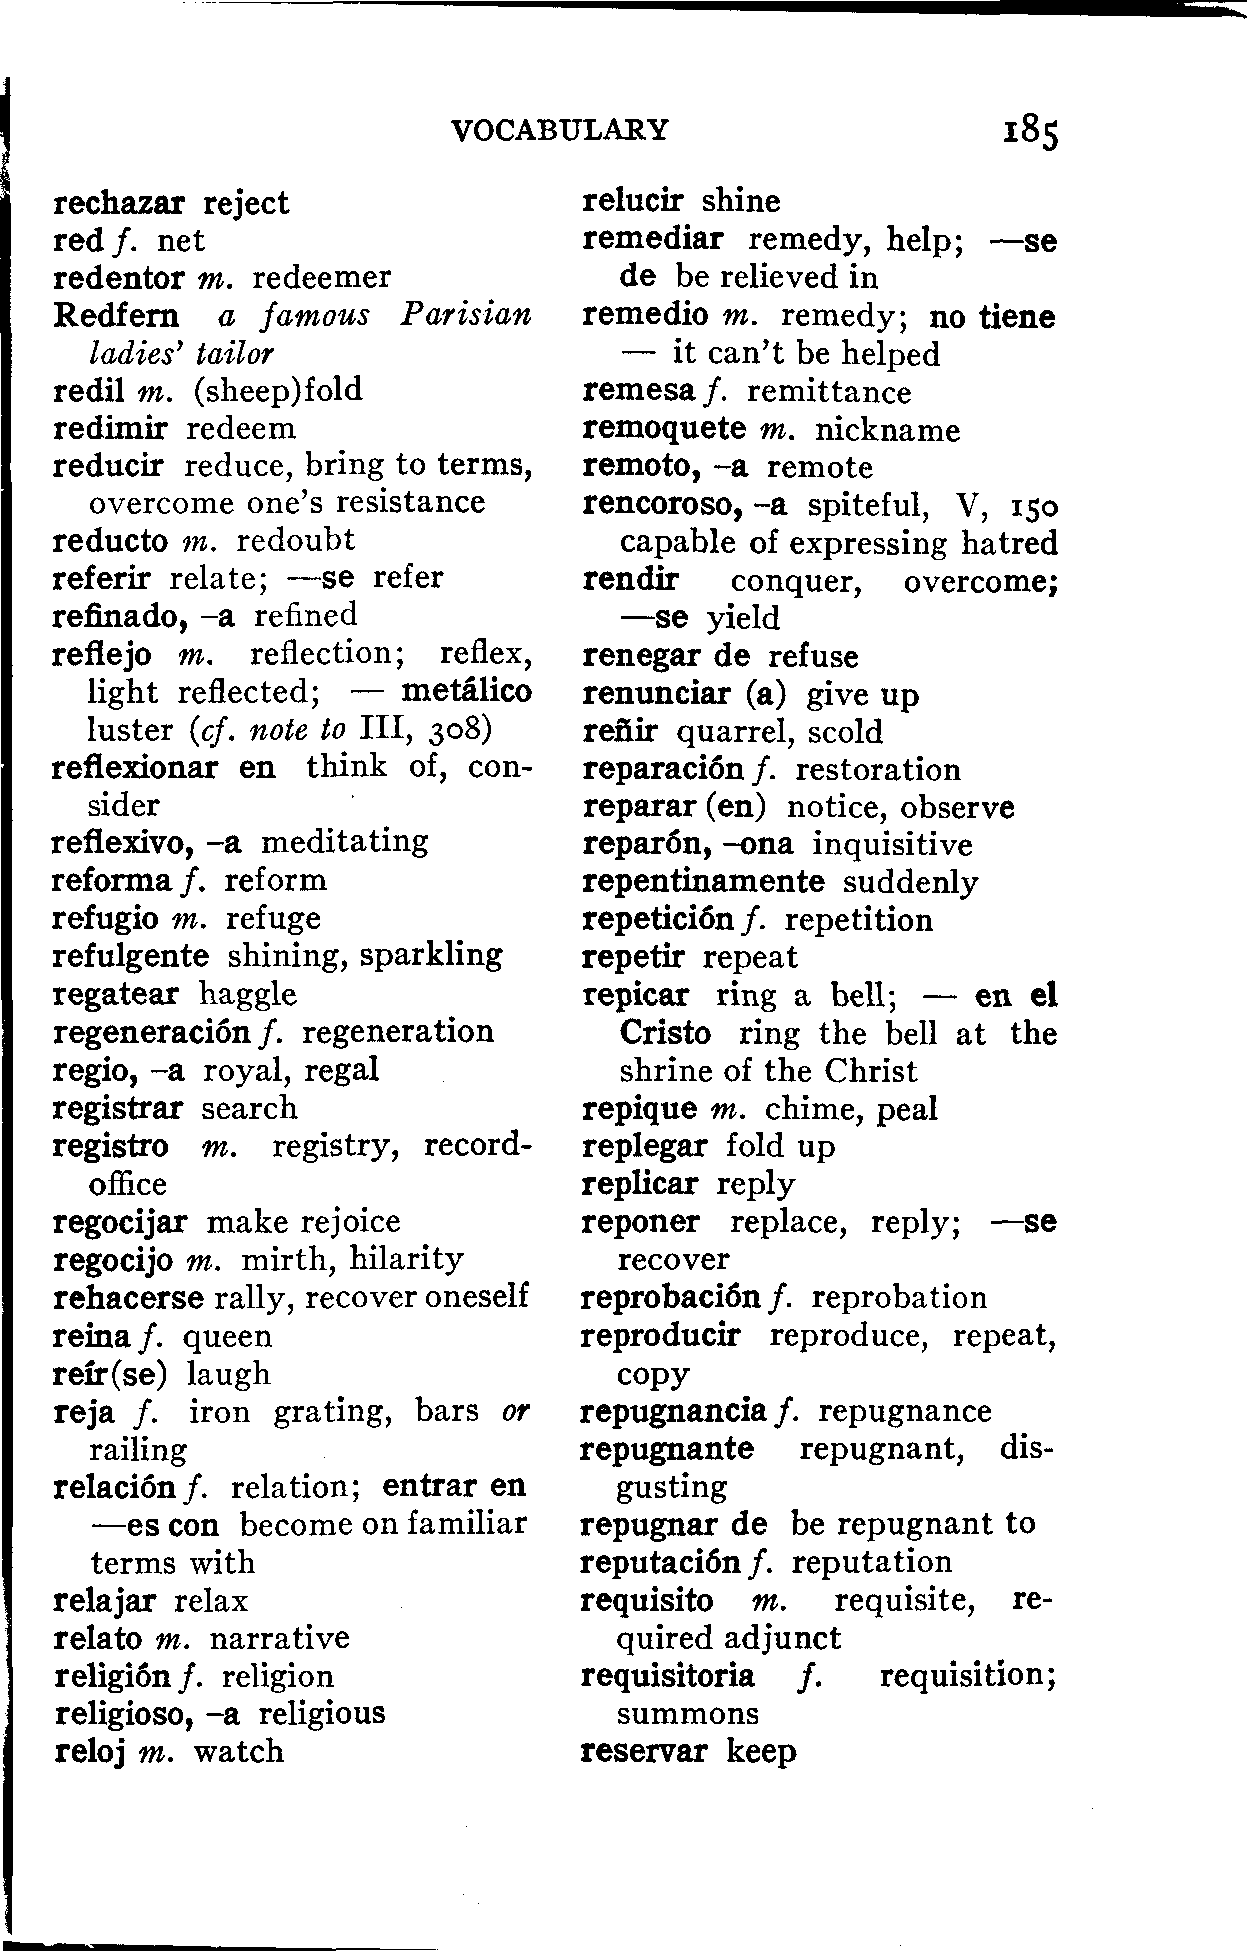 VOCABULARY 185
rechazar reject
red f. net
redentor m. redeemer
Redfern a famous Parisian
ladies' tailor
redil m. (sheep)fold
redimir redeem
reducir reduce, bring to terms,
overcome one's resistance
reducto m. redoubt
referir relate; —se refer
refinado, –a refined
reflejo m. reflection; reflex,
light reflected; — metálico
luster (cf. note to III, 308)
reflexionar en think of, con-
sider
reflexivo, –a meditating
reforma f. reform
refugio m. refuge
refulgente shining, sparkling
regatear haggle
regeneración f. regeneration
regio, –a royal, regal
registrar search
registro m. registry, record-
office
regocijar make rejoice
regocijo m. mirth, hilarity
rehacerse rally, recover oneself
reina f. queen
reír(se) laugh
reja f. iron grating, bars or
railing
relación f. relation; entrar en
—es con become on familiar
terms with
relajar relax
relato m. narrative
religión f. religion
religioso, –a religious
reloj m. watch
relucir shine
remediar remedy, help; —se
de be relieved in
remedio m. remedy; no tiene
— it can't be helped
remesa f. remittance
remoquete m. nickname
remoto, –a remote
rencoroso, –a spiteful, V, 150
capable of expressing hatred
rendir conquer, overcome;
—se yield
renegar de refuse
renunciar (a) give up
reñir quarrel, scold
reparación f. restoration
reparar (en) notice, observe
reparón, –ona inquisitive
repentinamente suddenly
repetición f. repetition
repetir repeat
repicar ring a bell; — en el
Cristo ring the bell at the
shrine of the Christ
repique m. chime, peal
replegar fold up
replicar reply
reponer replace, reply; —se
recover
reprobación f. reprobation
reproducir reproduce, repeat,
copy
repugnancia f. repugnance
repugnante repugnant, dis-
gusting
repugnar de be repugnant to
reputación f. reputation
requisito m. requisite, re-
quired adjunct
requisitoria f. requisition;
summons
reservar keep